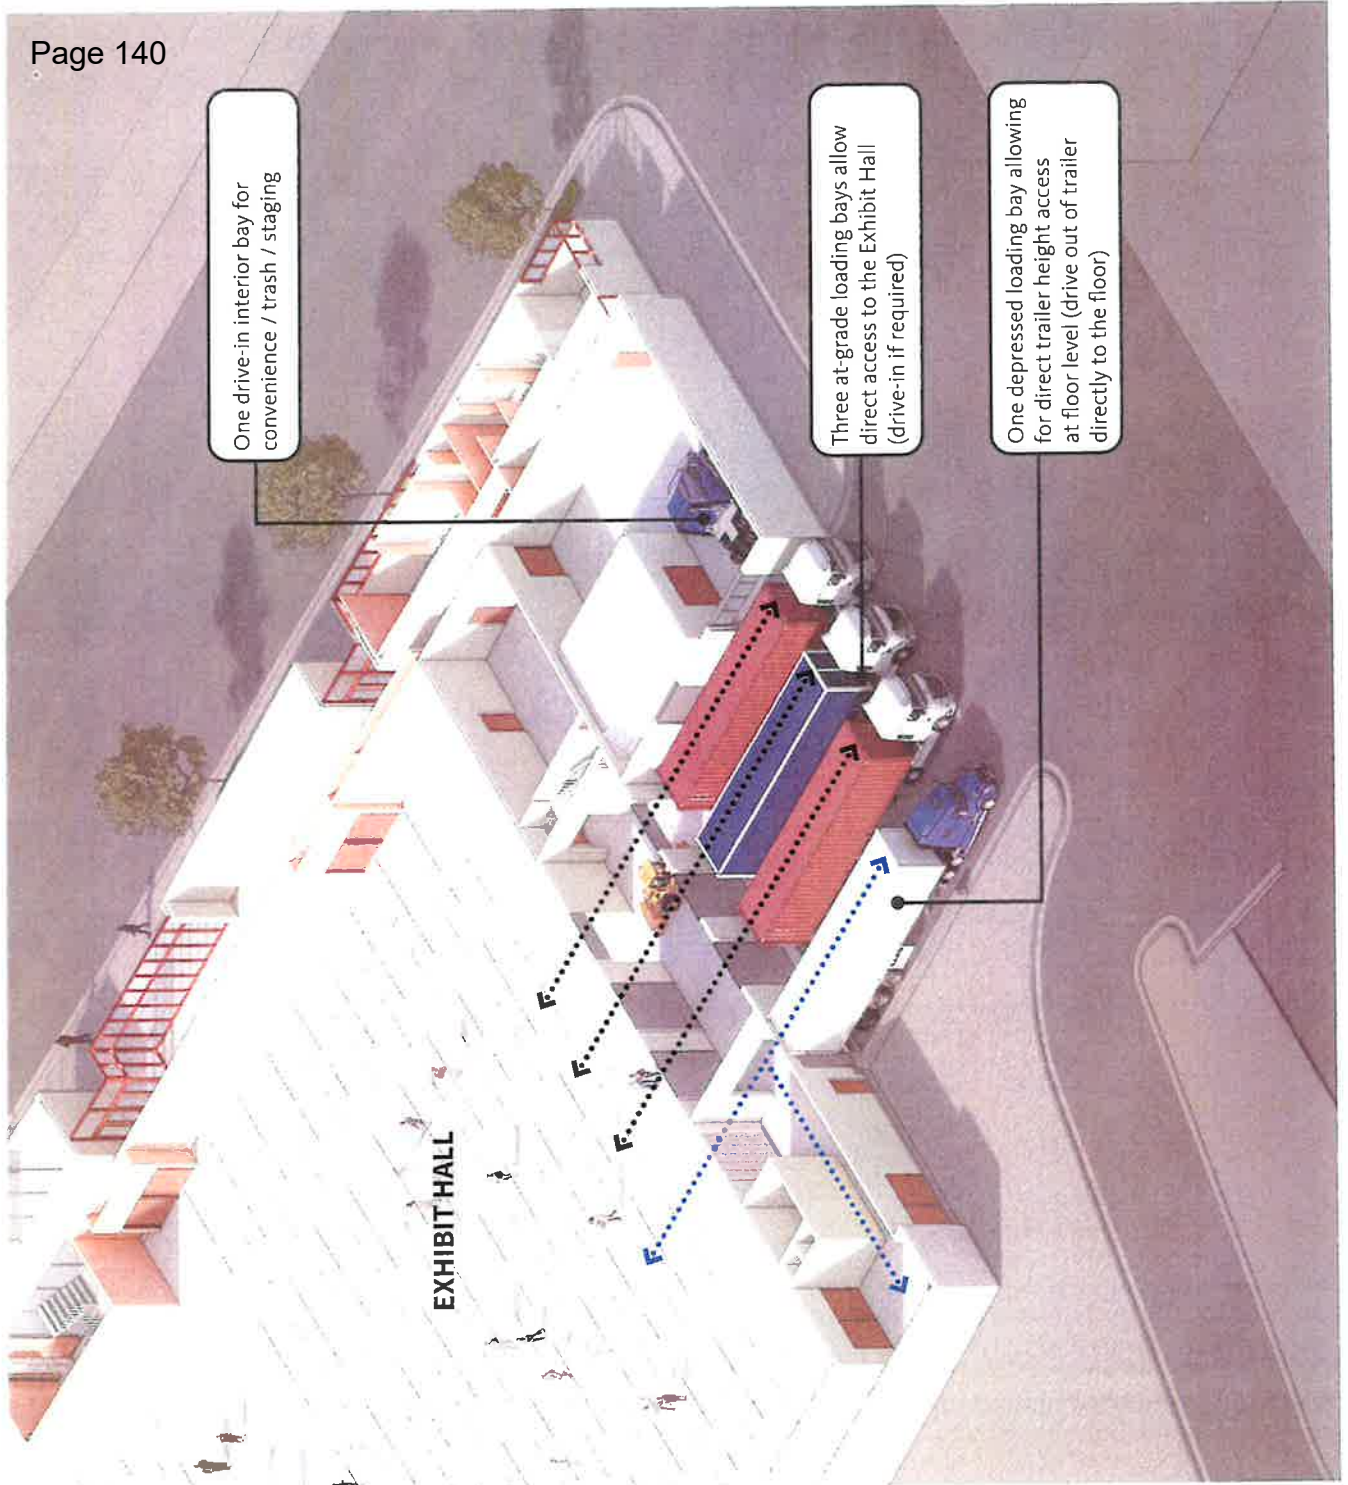 Page 140
One drive-in interior bay for
convenience / trash / staging
Three at-grade loading bays allow
direct access to the Exhibit Hall
(drive-in if required)
One depressed loading bay allowing
for direct trailer height access
at floor level (drive out of trailer
directly to the floor)
EXHIBIT HALL